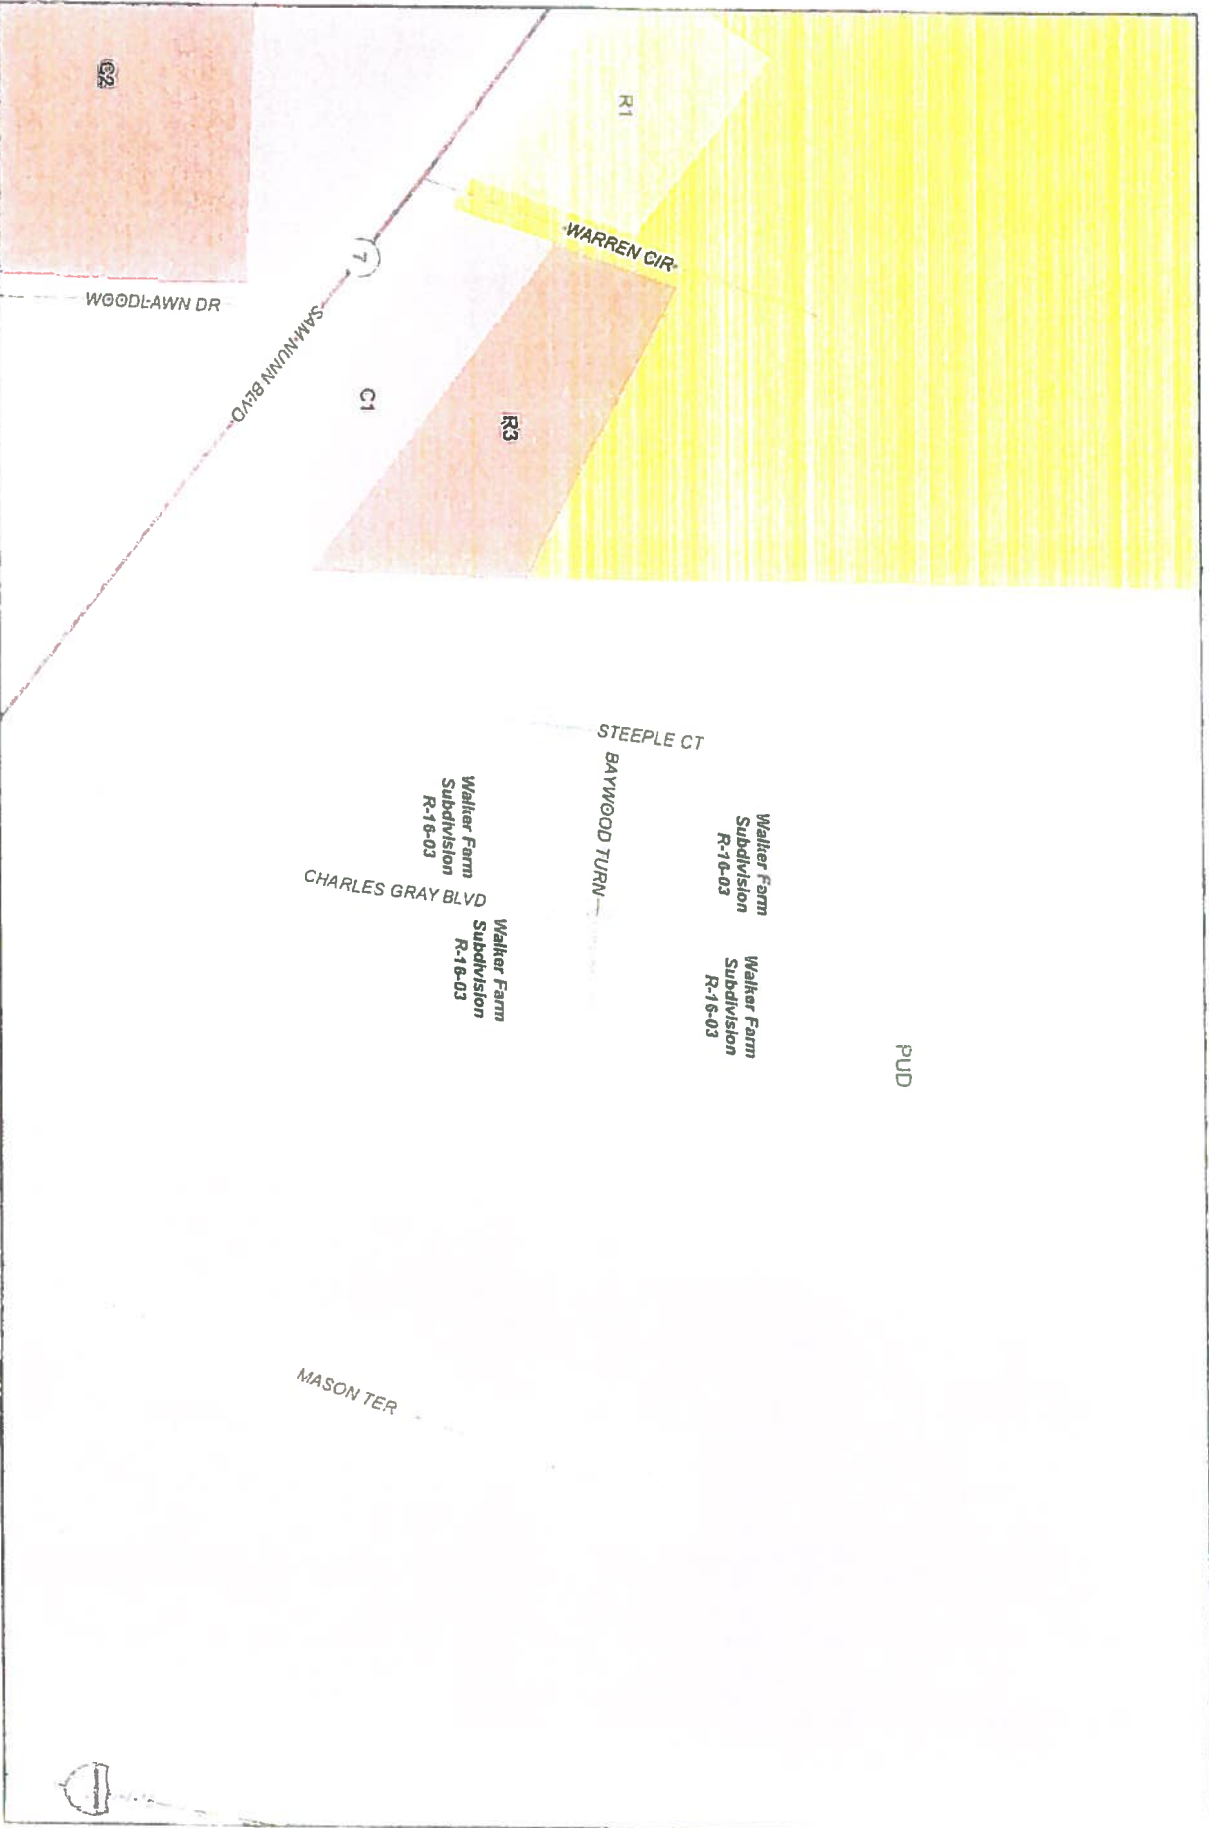 C2
R1
WARREN CIR
7
WOODLAWN DR
SAM NUNN BLVD
C1
R3
STEEPLE CT
BAYWOOD TURN
Walker Farm
Subdivision
R-16-03
Walker Farm
Subdivision
R-16-03
CHARLES GRAY BLVD
Walker Farm
Subdivision
R-16-03
Walker Farm
Subdivision
R-16-03
PUD
MASON TER